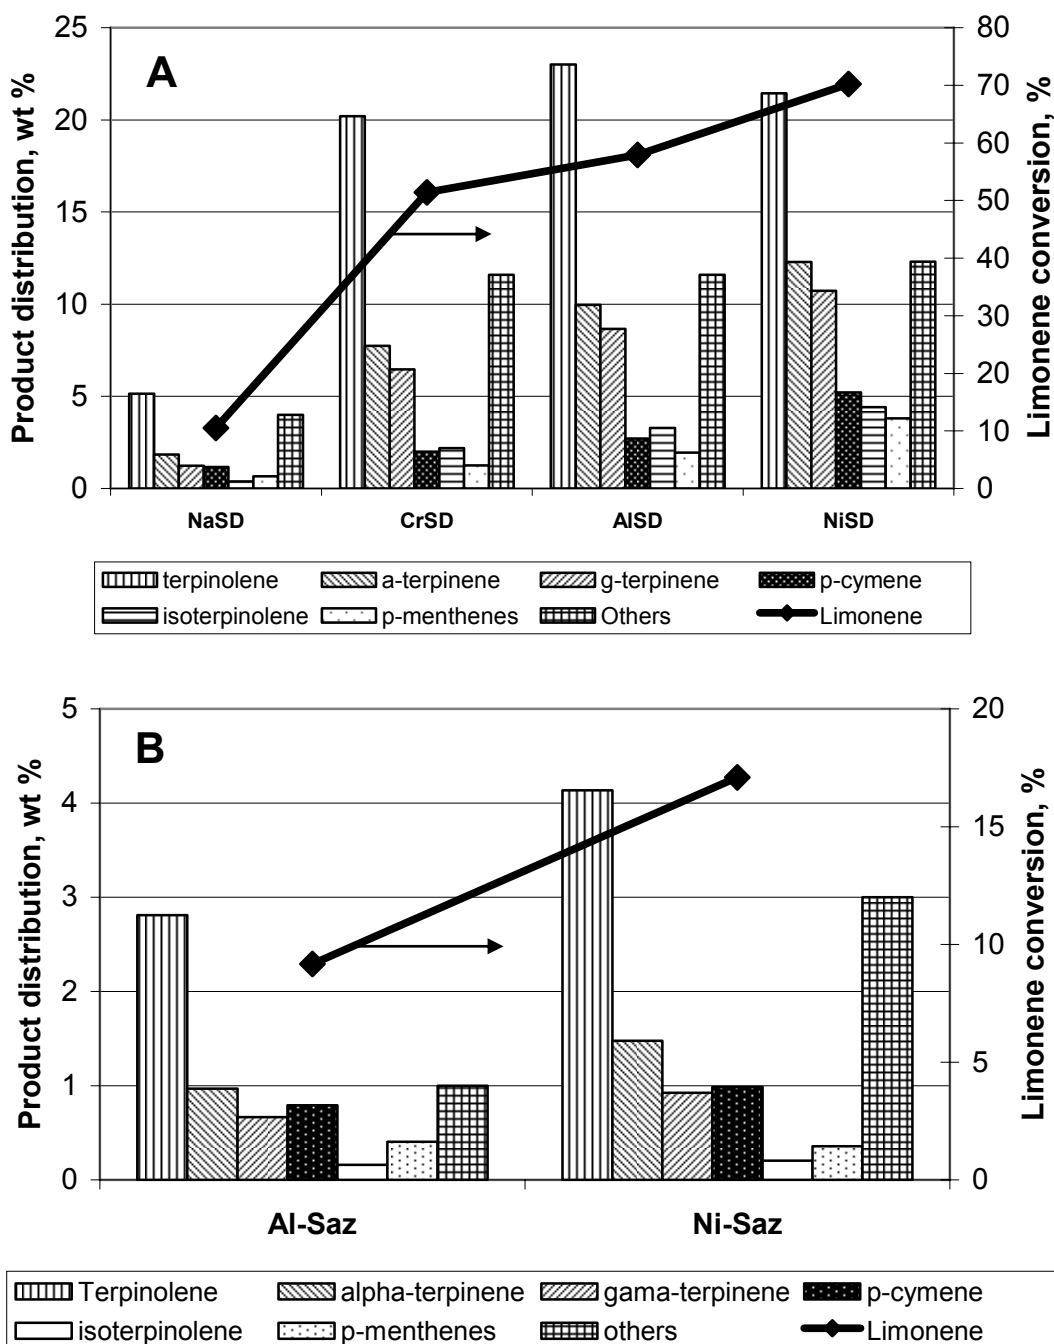 A
Product distribution, wt %
25
20
15
10
5
0
80
70
60
50
40
30
20
10
0
Limonene conversion, %
NaSD CrSD AlSD NiSD
terpinolene a-terpinene g-terpinene p-cymene
isoterpinolene p-menthenes Others Limonene
B
Product distribution, wt %
5
4
3
2
1
0
20
15
10
5
0
Limonene conversion, %
Al-Saz Ni-Saz
Terpinolene alpha-terpinene gama-terpinene p-cymene
isoterpinolene p-menthenes others Limonene